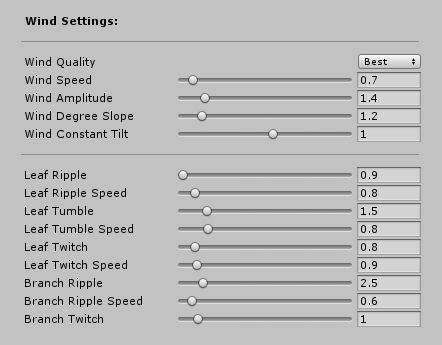 Wind Settings:
Wind Quality Best
Wind Speed 0.7
Wind Amplitude 1.4
Wind Degree Slope 1.2
Wind Constant Tilt 1
Leaf Ripple 0.9
Leaf Ripple Speed 0.8
Leaf Tumble 1.5
Leaf Tumble Speed 0.8
Leaf Twitch 0.8
Leaf Twitch Speed 0.9
Branch Ripple 2.5
Branch Ripple Speed 0.6
Branch Twitch 1